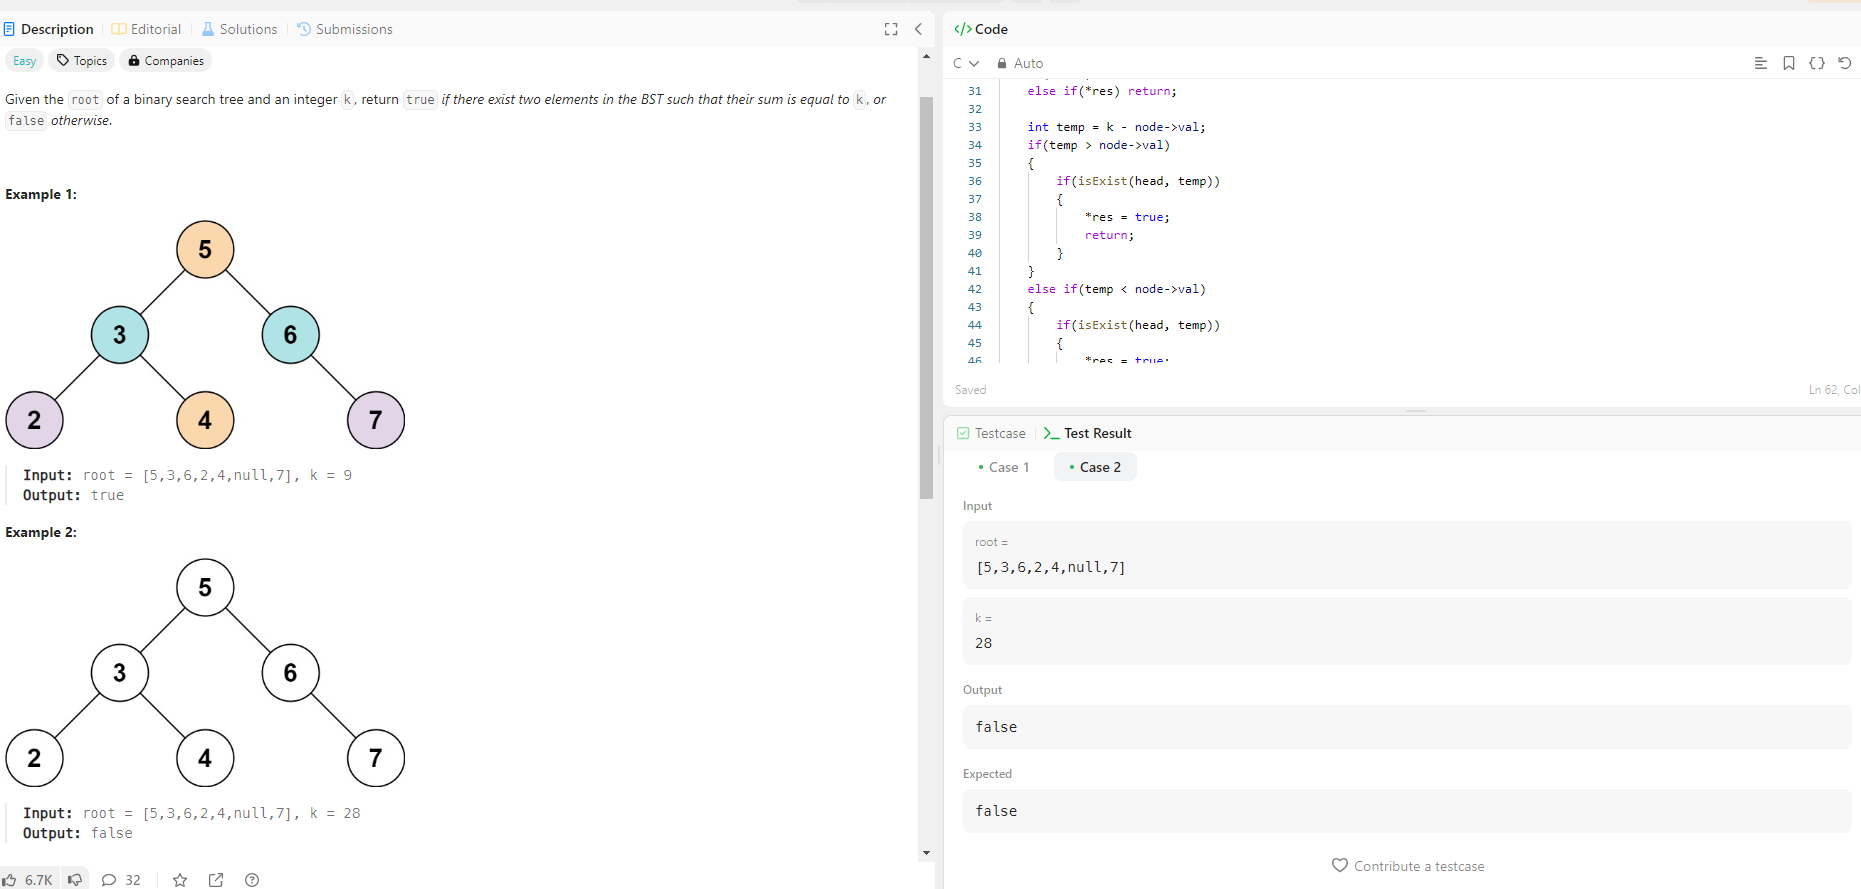 Description
Editorial
Solutions
Submissions
Easy
Topics
Companies
Given the root of a binary search tree and an integer k, return true if there exist two elements in the BST such that their sum is equal to k, or
false otherwise.
Example 1:
5
3
6
2
4
7
Input: root = [5,3,6,2,4,null,7], k = 9
Output: true
Example 2:
5
3
6
2
4
7
Input: root = [5,3,6,2,4,null,7], k = 28
Output: false
6.7K
32
</> Code
C
Auto
31 else if(*res) return;
32
33 int temp = k - node->val;
34 if(temp > node->val)
35 {
36 if(isExist(head, temp))
37 {
38 *res = true;
39 return;
40 }
41 }
42 else if(temp < node->val)
43 {
44 if(isExist(head, temp))
45 {
46 *res = true;
Saved
Ln 62, Col
Testcase
>_ Test Result
• Case 1
• Case 2
Input
root =
[5,3,6,2,4,null,7]
k =
28
Output
false
Expected
false
Contribute a testcase